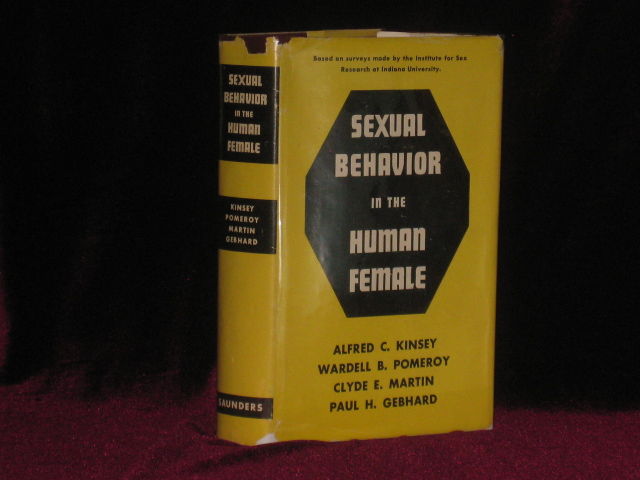 SEXUAL
BEHAVIOR
IN THE
HUMAN
FEMALE
KINSEY
POMEROY
MARTIN
GEBHARD
SAUNDERS
Based on surveys made by the Institute for Sex
Research at Indiana University.
SEXUAL
BEHAVIOR
IN THE
HUMAN
FEMALE
ALFRED C. KINSEY
WARDELL B. POMEROY
CLYDE E. MARTIN
PAUL H. GEBHARD